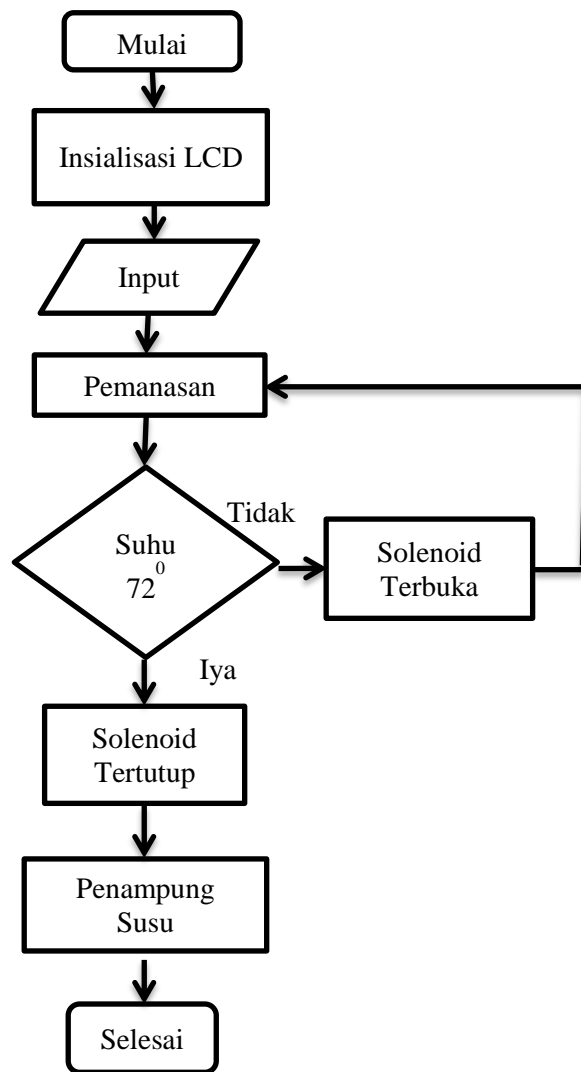 Mulai
Insialisasi LCD
Input
Pemanasan
Suhu
72⁰
Tidak
Solenoid
Terbuka
Iya
Solenoid
Tertutup
Penampung
Susu
Selesai